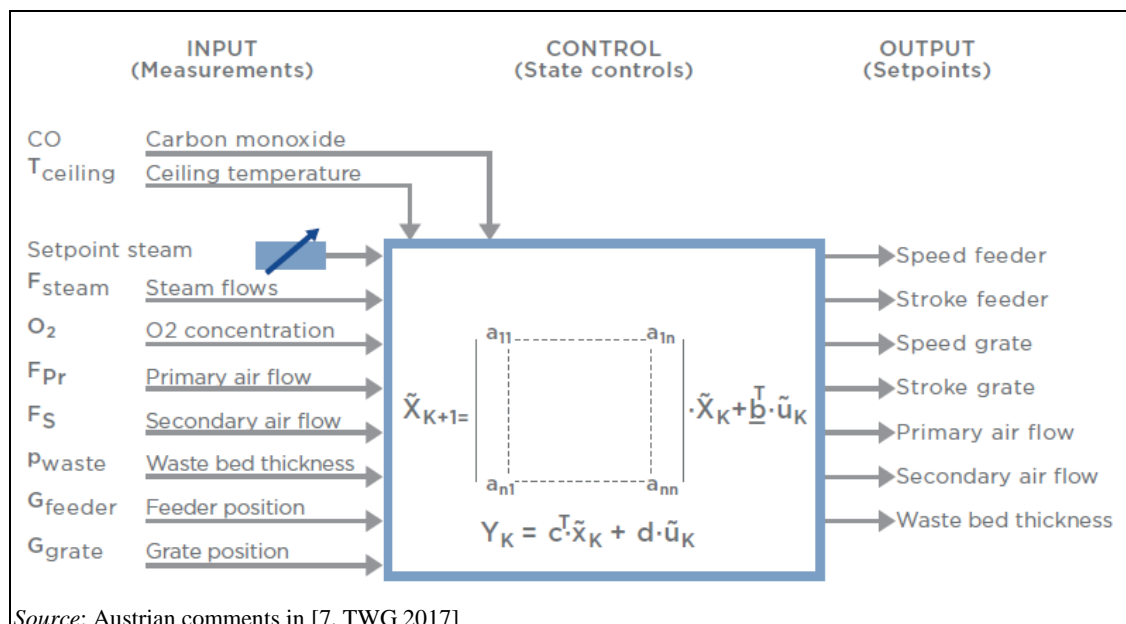 INPUT CONTROL OUTPUT
(Measurements) (State controls) (Setpoints)
CO Carbon monoxide
Tceiling Ceiling temperature
Setpoint steam Speed feeder
Fsteam Steam flows Stroke feeder
O2 O2 concentration Speed grate
FPr Primary air flow Stroke grate
FS Secondary air flow Primary air flow
pwaste Waste bed thickness Secondary air flow
Gfeeder Feeder position Waste bed thickness
Ggrate Grate position
a11 a1n
X̃K+1= ·X̃K+b̲T·ũK
an1 ann
YK = cT·x̃K + d·ũK
Source: Austrian comments in [7, TWG 2017]